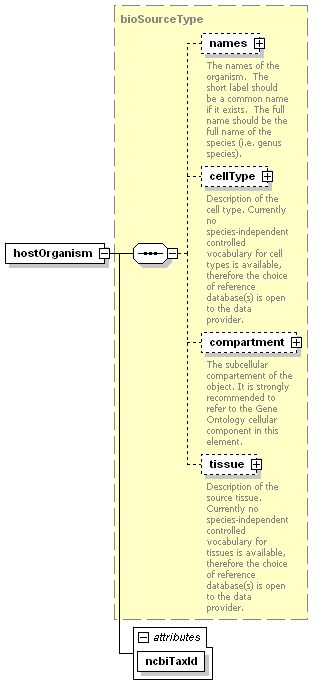 bioSourceType
names
The names of the
organism.  The
short label should
be a common name
if it exists.  The full
name should be the
full name of the
species (i.e. genus
species).
cellType
Description of the
cell type. Currently
no
species-independent
controlled
vocabulary for cell
types is available,
therefore the choice
of reference
database(s) is open
to the data
provider.
hostOrganism
compartment
The subcellular
compartement of the
object. It is strongly
recommended to
refer to the Gene
Ontology cellular
component in this
element.
tissue
Description of the
source tissue.
Currently no
species-independent
controlled
vocabulary for
tissues is available,
therefore the choice
of reference
database(s) is open
to the data
provider.
attributes
ncbiTaxId